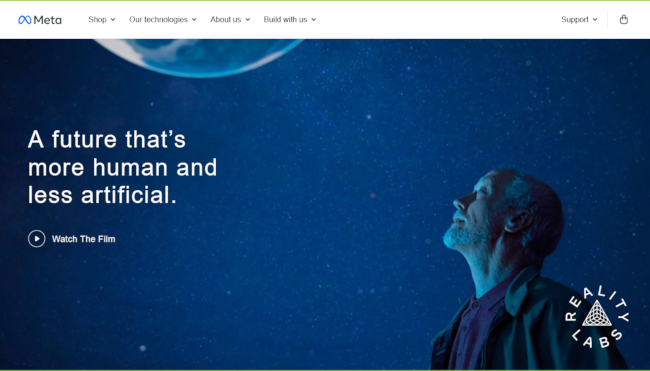 Meta Shop Our technologies About us Build with us Support
A future that's
more human and
less artificial.
Watch The Film
REALITY
LABS